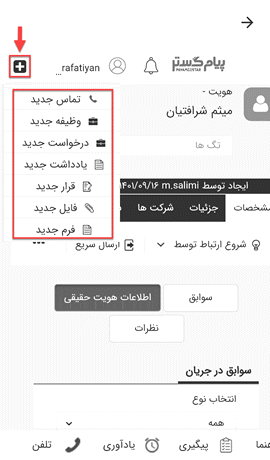 rafatiyan..._
پیام گستر
PAYAMGOSTAR
هویت -
میثم شرافتیان
تگ ها
تماس جدید
وظیفه جدید
درخواست جدید
یادداشت جدید
قرار جدید
فایل جدید
فرم جدید
ایجاد توسط m.salimi ۱۴۰۱/۰۹/۱۶
مشخصات
جزئیات
شرکت ها
شروع ارتباط توسط
ارسال سریع
سوابق
اطلاعات هویت حقیقی
نظرات
سوابق در جریان
انتخاب نوع
همه
پیگیری
یادآوری
تلفن